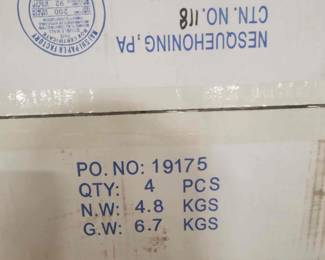 NESQUEHONING, PA
CTN. NO. 118
PO. NO: 19175
QTY: 4 PCS
N.W: 4.8 KGS
G.W: 6.7 KGS